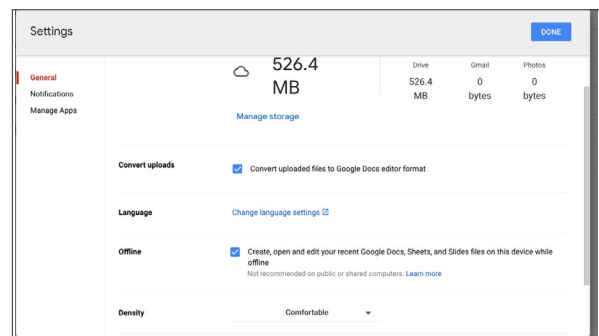 Settings
DONE
General
Notifications
Manage Apps
526.4
MB
Drive
526.4
MB
Gmail
0
bytes
Photos
0
bytes
Manage storage
Convert uploads
Convert uploaded files to Google Docs editor format
Language
Change language settings
Offline
Create, open and edit your recent Google Docs, Sheets, and Slides files on this device while
offline
Not recommended on public or shared computers. Learn more
Density
Comfortable